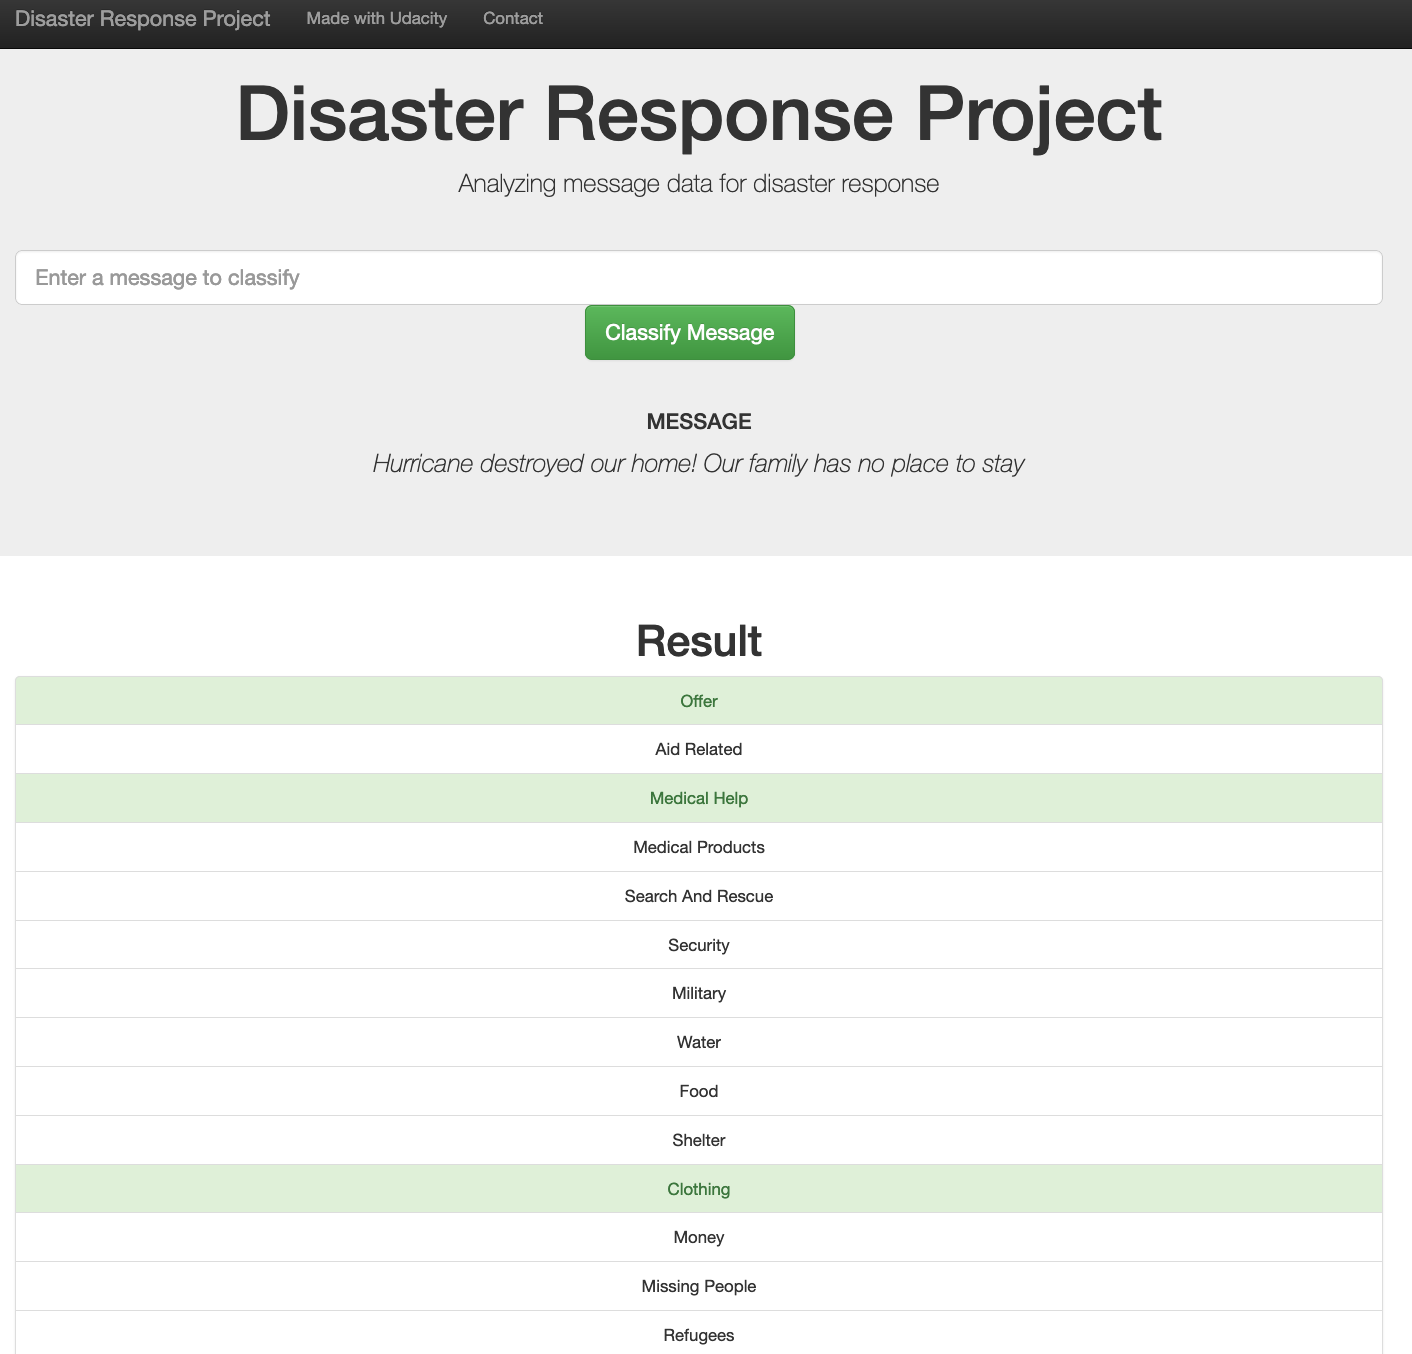 Disaster Response Project Made with Udacity Contact
Disaster Response Project
Analyzing message data for disaster response
Enter a message to classify
Classify Message
MESSAGE
Hurricane destroyed our home! Our family has no place to stay
Result
Offer
Aid Related
Medical Help
Medical Products
Search And Rescue
Security
Military
Water
Food
Shelter
Clothing
Money
Missing People
Refugees